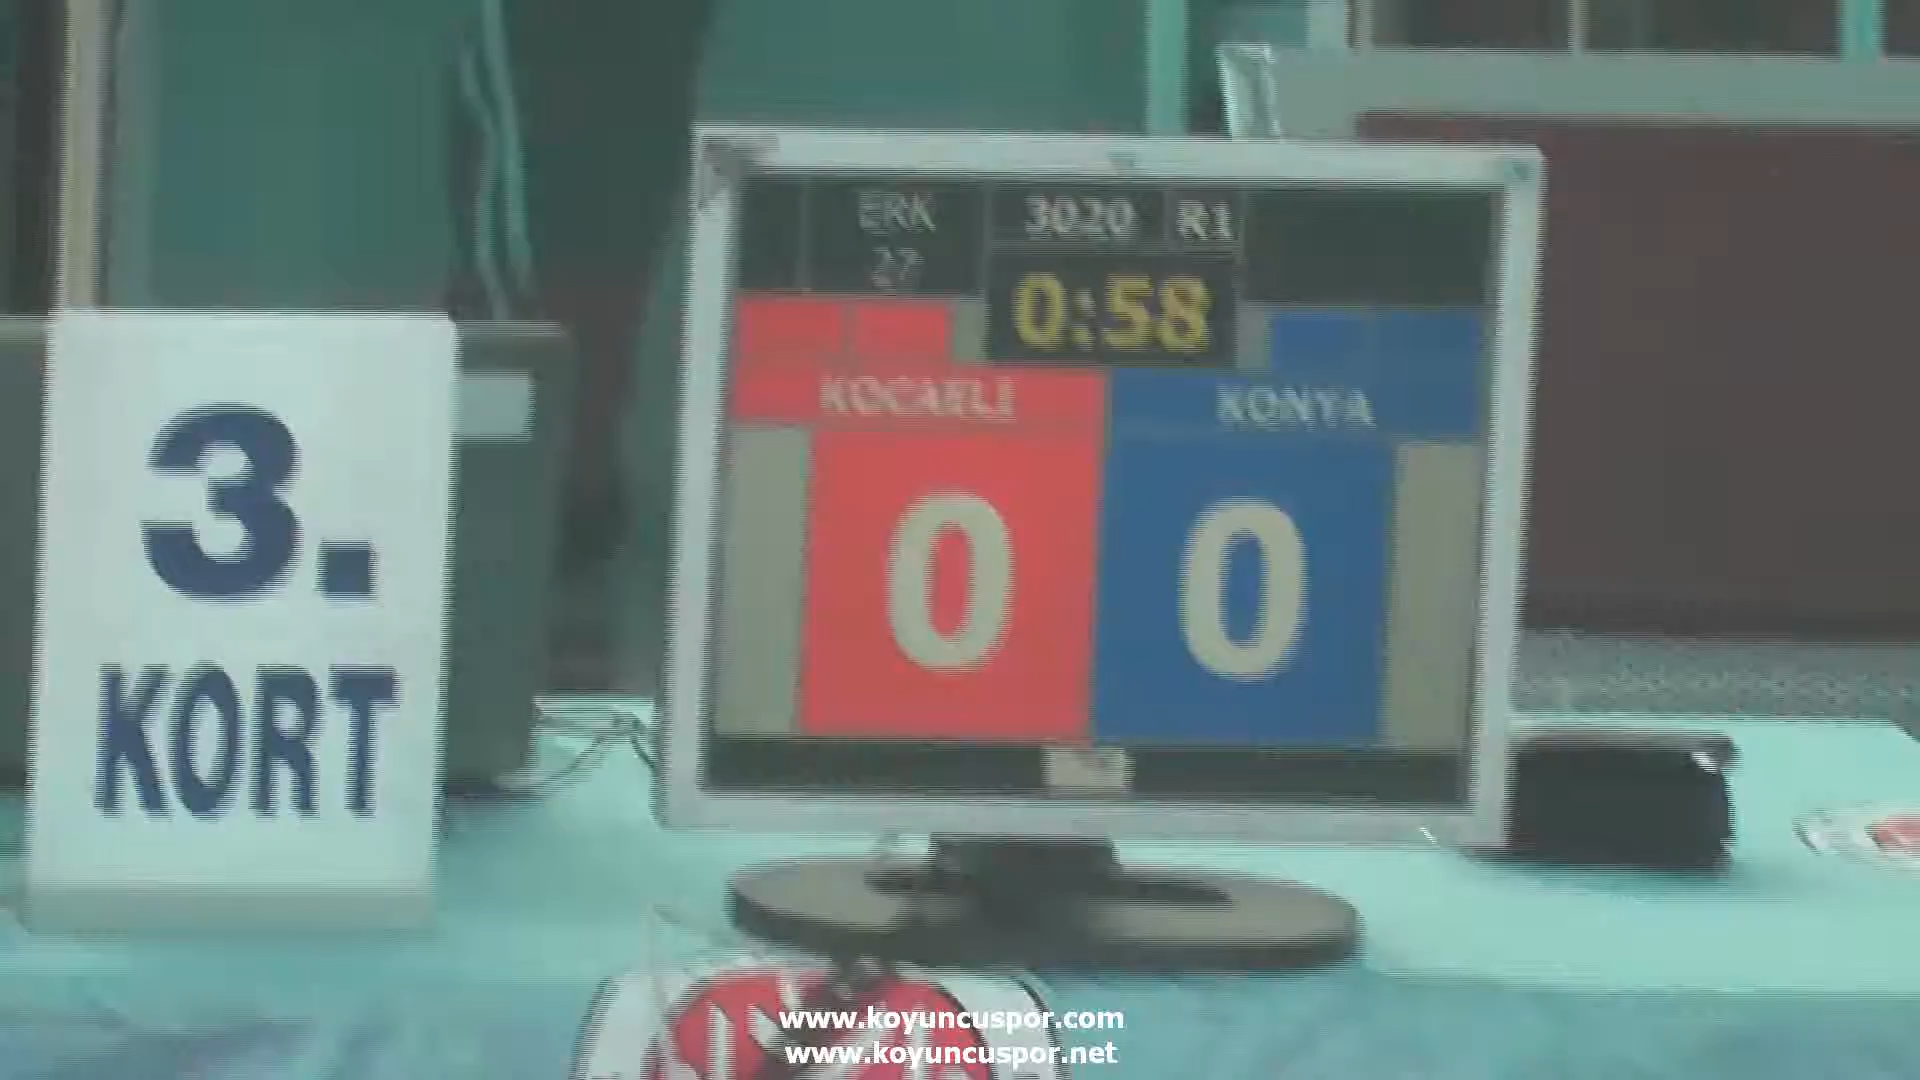 3.
KORT
ERK
27
3020 R1
0:58
KOCAELI
KONYA
0
0
www.koyuncuspor.com
www.koyuncuspor.net